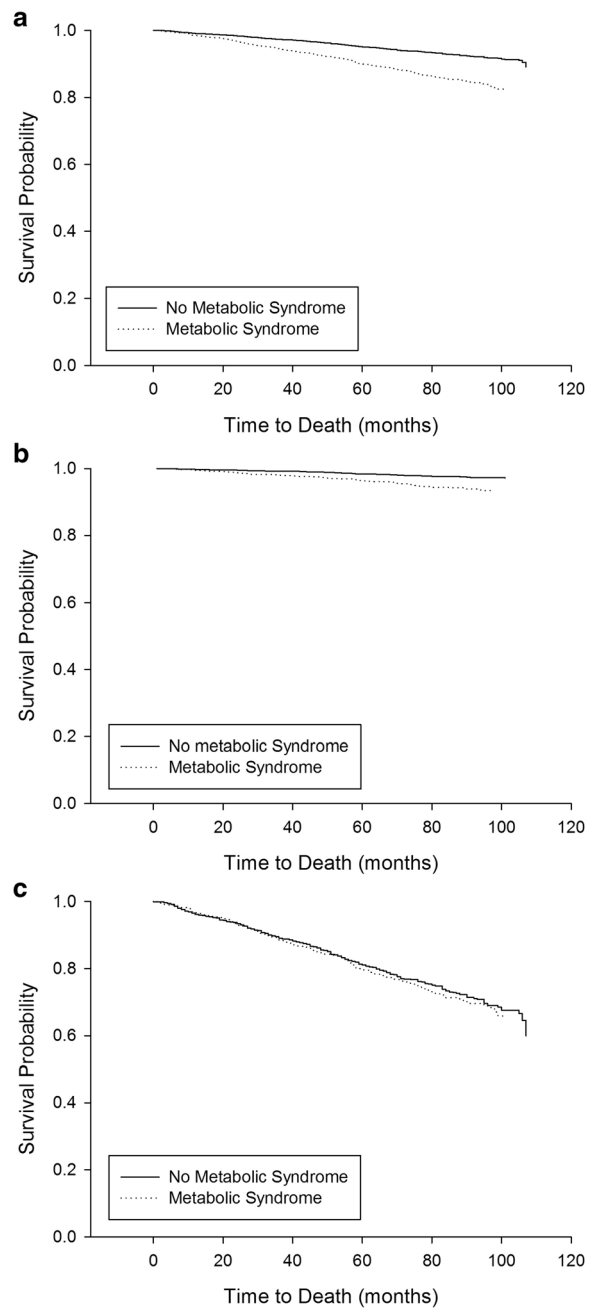 a
1.0
0.8
0.6
0.4
0.2
0.0
Survival Probability
No Metabolic Syndrome
Metabolic Syndrome
0 20 40 60 80 100 120
Time to Death (months)
b
1.0
0.8
0.6
0.4
0.2
0.0
Survival Probability
No metabolic Syndrome
Metabolic Syndrome
0 20 40 60 80 100 120
Time to Death (months)
c
1.0
0.8
0.6
0.4
0.2
0.0
Survival Probability
No Metabolic Syndrome
Metabolic Syndrome
0 20 40 60 80 100 120
Time to Death (months)